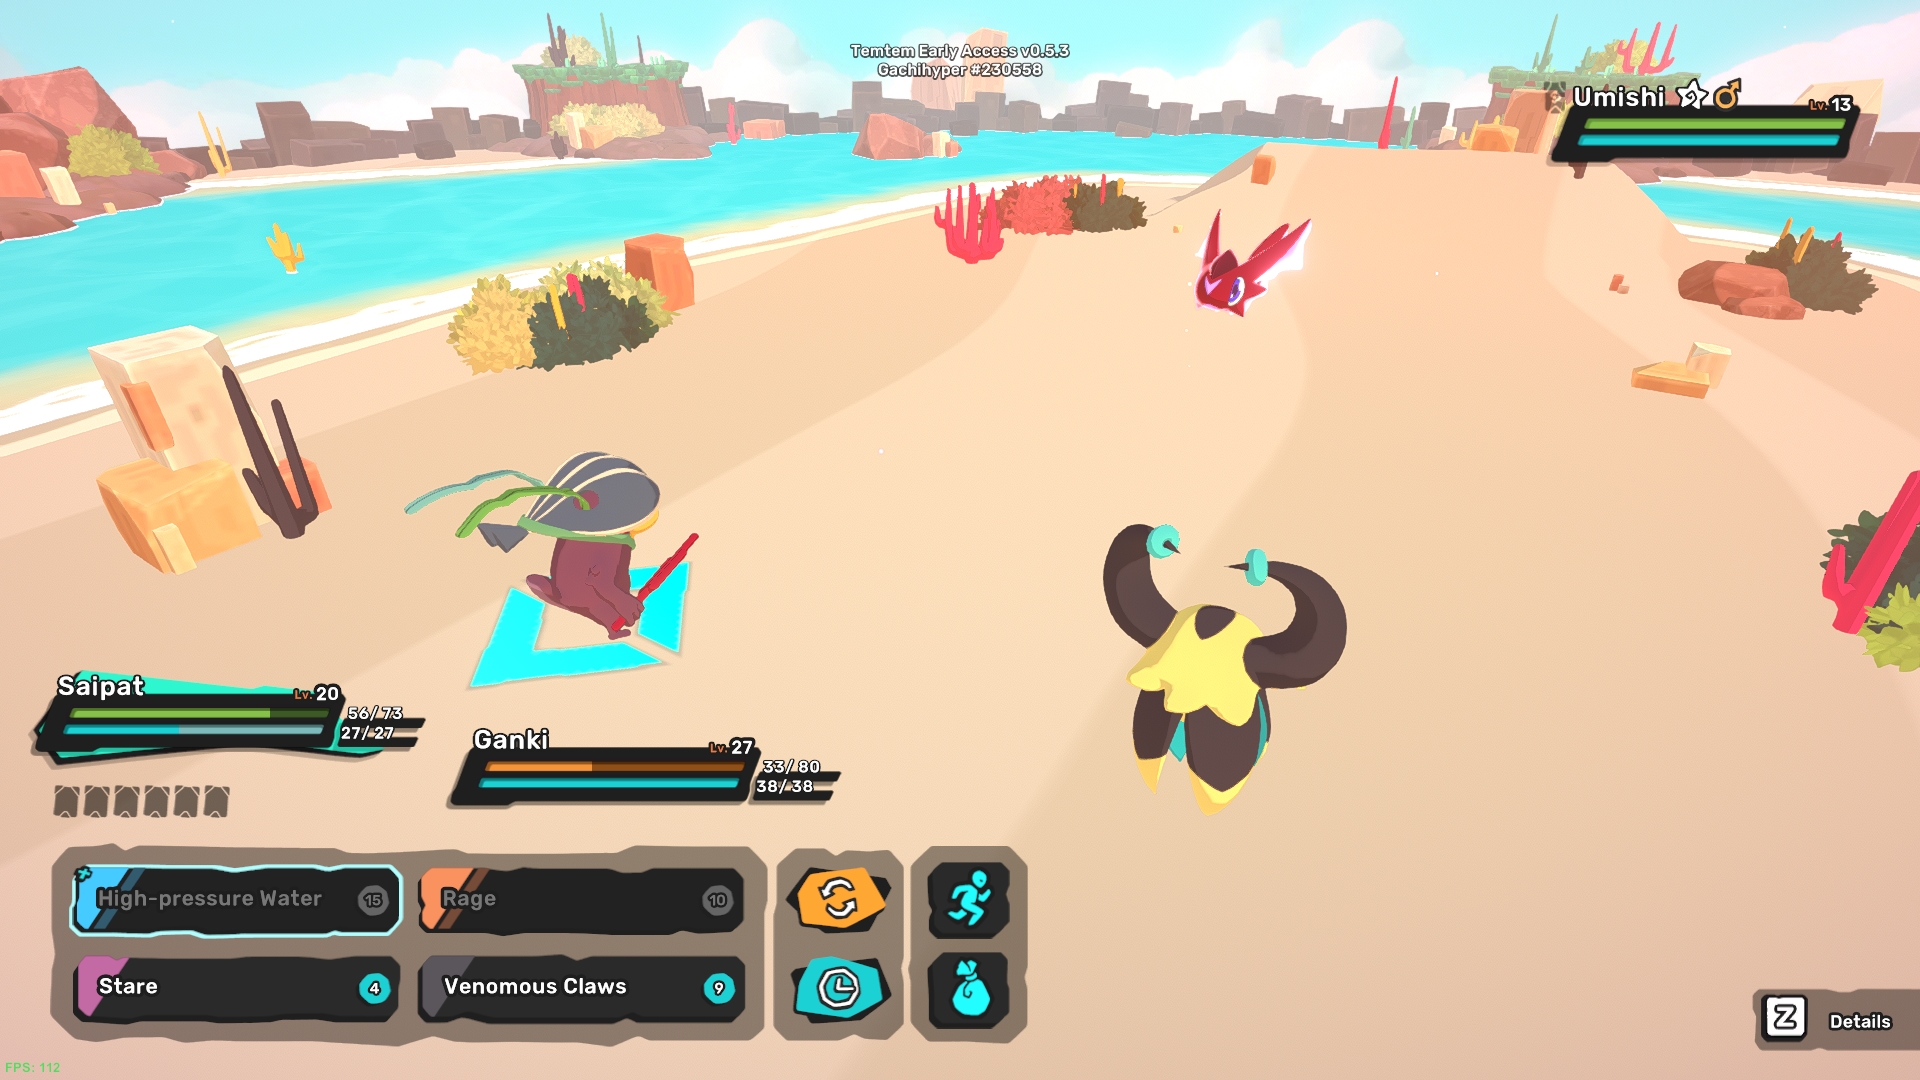 Temtem Early Access v0.5.3
Gachihyper #230558
Umishi Lv. 13
Saipat Lv. 20
56/ 73
27/ 27
Ganki Lv. 27
33/ 80
38/ 38
High-pressure Water 15
Rage 10
Stare 4
Venomous Claws 9
Z Details
FPS: 112